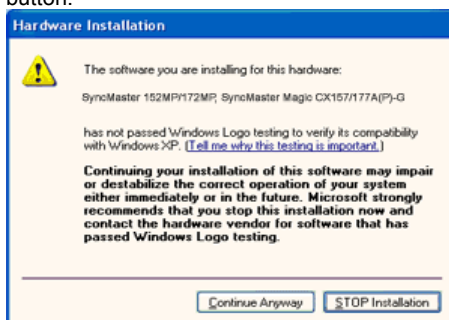 button.
Hardware Installation
The software you are installing for this hardware:
SyncMaster 152MP/172MP, SyncMaster Magic CX157/177A(P)-G
has not passed Windows Logo testing to verify its compatibility
with Windows XP. (Tell me why this testing is important.)
Continuing your installation of this software may impair
or destabilize the correct operation of your system
either immediately or in the future. Microsoft strongly
recommends that you stop this installation now and
contact the hardware vendor for software that has
passed Windows Logo testing.
Continue Anyway
STOP Installation